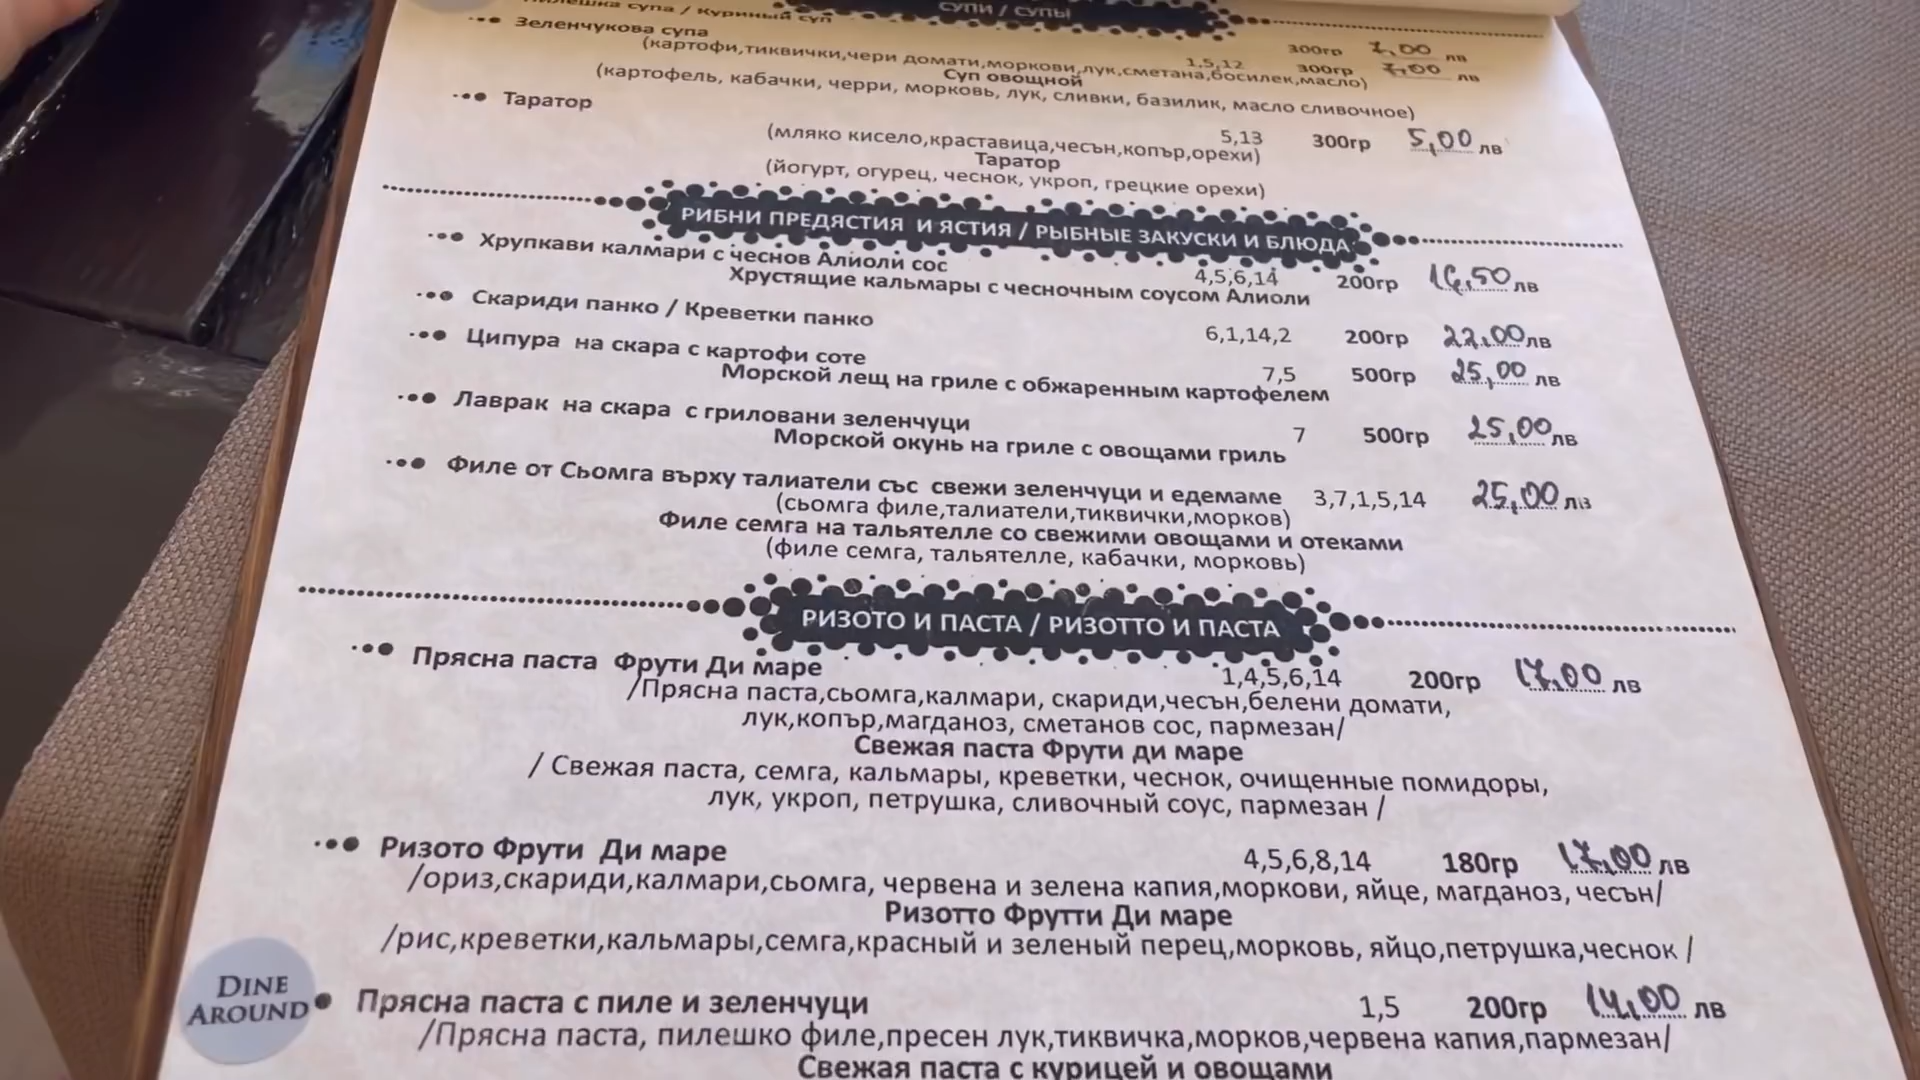 СУПИ / СУПЫ
супа / Куриный суп 300гр 7,00 лв
Зеленчукова супа 1,5,12 300гр 7,00 лв
(картофи,тиквички,чери домати,моркови,лук,сметана,босилек,масло)
Суп овощной
(картофель, кабачки, черри, морковь, лук, сливки, базилик, масло сливочное)
Таратор 5,13 300гр 5,00 лв
(мляко кисело,краставица,чесън,копър,орехи)
Таратор
(йогурт, огурец, чеснок, укроп, грецкие орехи)
РИБНИ ПРЕДЯСТИЯ И ЯСТИЯ / РЫБНЫЕ ЗАКУСКИ И БЛЮДА
Хрупкави калмари с чеснов Алиоли сос 4,5,6,14 200гр 16,50 лв
Хрустящие кальмары с чесночным соусом Алиоли
Скариди панко / Креветки панко 6,1,14,2 200гр 22,00 лв
Ципура на скара с картофи соте 7,5 500гр 25,00 лв
Морской лещ на гриле с обжаренным картофелем
Лаврак на скара с гриловани зеленчуци 7 500гр 25,00 лв
Морской окунь на гриле с овощами гриль
Филе от Сьомга върху талиатели със свежи зеленчуци и едемаме 3,7,1,5,14 25,00 лв
(сьомга филе,талиатели,тиквички,морков)
Филе семга на тальятелле со свежими овощами и отеками
(филе семга, тальятелле, кабачки, морковь)
РИЗОТО И ПАСТА / РИЗОТТО И ПАСТА
Прясна паста Фрути Ди маре 1,4,5,6,14 200гр 17,00 лв
/Прясна паста,сьомга,калмари, скариди,чесън,белени домати,
лук,копър,магданоз, сметанов сос, пармезан/
Свежая паста Фрути ди маре
/ Свежая паста, семга, кальмары, креветки, чеснок, очищенные помидоры,
лук, укроп, петрушка, сливочный соус, пармезан /
Ризото Фрути Ди маре 4,5,6,8,14 180гр 17,00 лв
/ориз,скариди,калмари,сьомга, червена и зелена капия,моркови, яйце, магданоз, чесън/
Ризотто Фрутти Ди маре
/рис,креветки,кальмары,семга,красный и зеленый перец,морковь, яйцо,петрушка,чеснок /
Прясна паста с пиле и зеленчуци 1,5 200гр 14,00 лв
/Прясна паста, пилешко филе,пресен лук,тиквичка,морков,червена капия,пармезан/
Свежая паста с курицей и овощами
DINE
AROUND